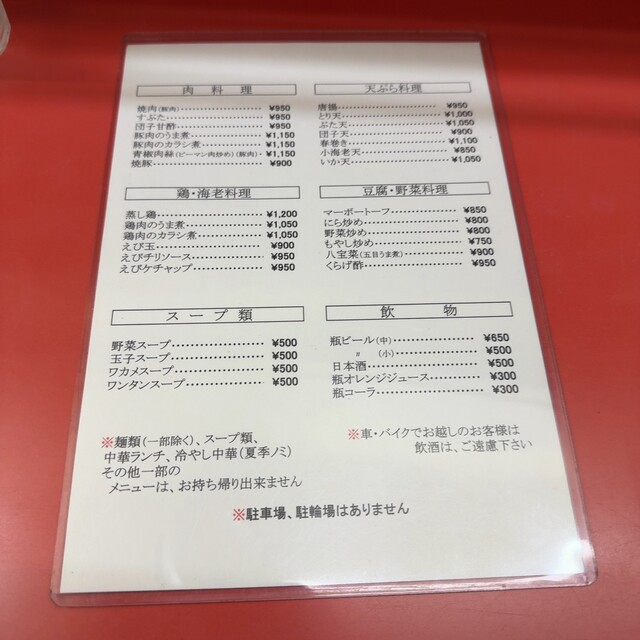 肉料理
焼肉(豚肉)……………………¥950
すぶた……………………¥950
団子甘酢……………………¥950
豚肉のうま煮……………………¥1,150
豚肉のカラシ煮……………………¥1,150
青椒肉絲(ピーマン肉炒め)(豚肉)・¥1,150
焼豚……………………¥900
天ぷら料理
唐揚……………………¥950
とり天……………………¥1,000
ぶた天……………………¥1,050
団子天……………………¥900
春巻き……………………¥1,100
小海老天……………………¥850
いか天……………………¥1,050
鶏・海老料理
蒸し鶏……………………¥1,200
鶏肉のうま煮……………………¥1,050
鶏肉のカラシ煮……………………¥1,050
えび玉……………………¥900
えびチリソース……………………¥950
えびケチャップ……………………¥950
豆腐・野菜料理
マーボートーフ……………………¥850
にら炒め……………………¥800
野菜炒め……………………¥800
もやし炒め……………………¥750
八宝菜(五目うま煮)……………………¥900
くらげ酢……………………¥950
スープ類
野菜スープ……………………¥500
玉子スープ……………………¥500
ワカメスープ……………………¥500
ワンタンスープ……………………¥500
飲物
瓶ビール(中)……………………¥650
〃(小)……………………¥500
日本酒……………………¥500
瓶オレンジジュース……………………¥300
瓶コーラ……………………¥300
※麺類(一部除く)、スープ類、
中華ランチ、冷やし中華(夏季ノミ)
その他一部の
メニューは、お持ち帰り出来ません
※車・バイクでお越しのお客様は
飲酒は、ご遠慮下さい
※駐車場、駐輪場はありません